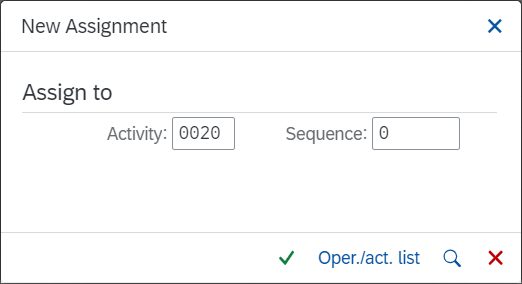 New Assignment
Assign to
Activity: 0020 Sequence: 0
Oper./act. list